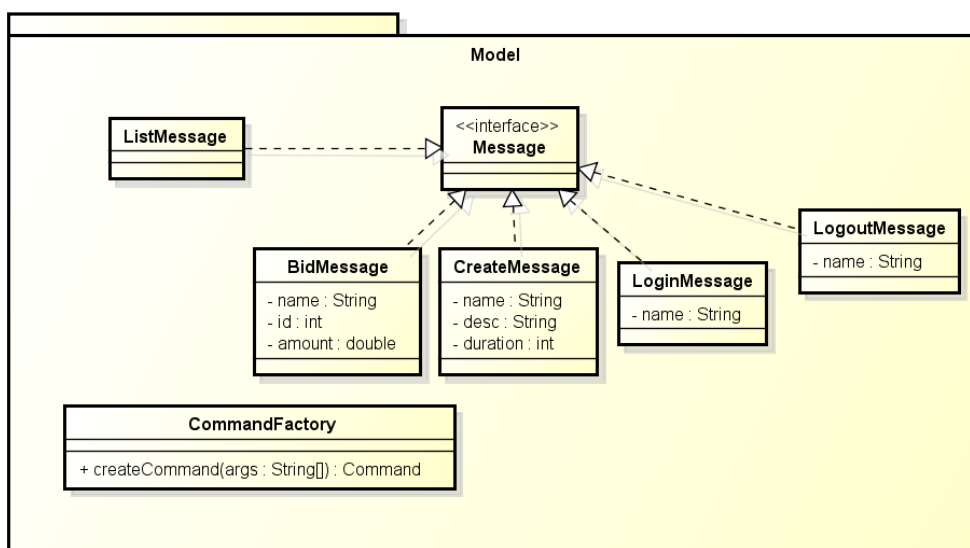 Model
<<interface>>
Message
ListMessage
LogoutMessage
- name : String
BidMessage
- name : String
- id : int
- amount : double
CreateMessage
- name : String
- desc : String
- duration : int
LoginMessage
- name : String
CommandFactory
+ createCommand(args : String[]) : Command